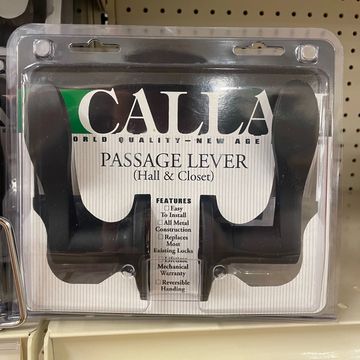 CALLA
ORLD QUALITY-NEW AGE
PASSAGE LEVER
(Hall & Closet)
FEATURES
□ Easy
To Install
□ All Metal
Construction
□ Replaces
Most
Existing Locks
□ Lifetime
Mechanical
Warranty
□ Reversible
Handing